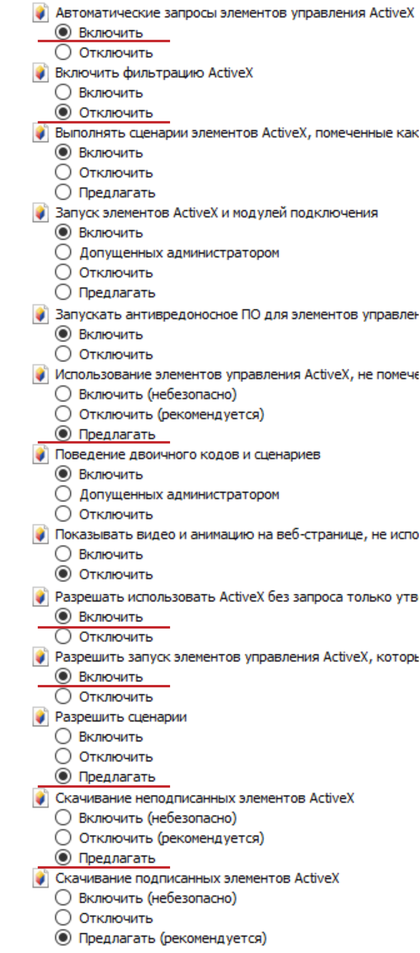 Автоматические запросы элементов управления ActiveX
Включить
Отключить
Включить фильтрацию ActiveX
Включить
Отключить
Выполнять сценарии элементов ActiveX, помеченные как
Включить
Отключить
Предлагать
Запуск элементов ActiveX и модулей подключения
Включить
Допущенных администратором
Отключить
Предлагать
Запускать антивредоносное ПО для элементов управлен
Включить
Отключить
Использование элементов управления ActiveX, не помече
Включить (небезопасно)
Отключить (рекомендуется)
Предлагать
Поведение двоичного кодов и сценариев
Включить
Допущенных администратором
Отключить
Показывать видео и анимацию на веб-странице, не испо
Включить
Отключить
Разрешать использовать ActiveX без запроса только утв
Включить
Отключить
Разрешить запуск элементов управления ActiveX, которь
Включить
Отключить
Разрешить сценарии
Включить
Отключить
Предлагать
Скачивание неподписанных элементов ActiveX
Включить (небезопасно)
Отключить (рекомендуется)
Предлагать
Скачивание подписанных элементов ActiveX
Включить (небезопасно)
Отключить
Предлагать (рекомендуется)